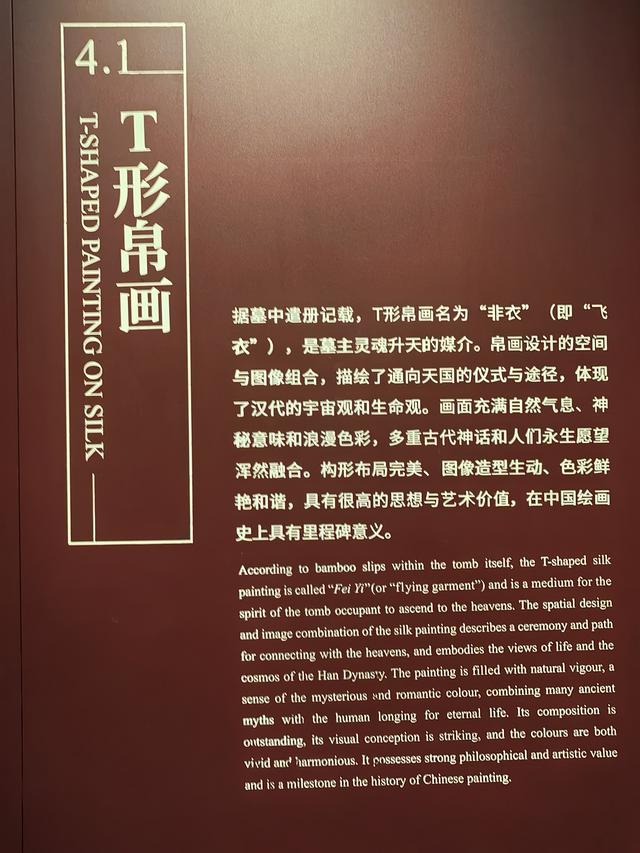 4.1
T形帛画
T-SHAPED PAINTING ON SILK
据墓中遣册记载，T形帛画名为“非衣”（即“飞
衣”），是墓主灵魂升天的媒介。帛画设计的空间
与图像组合，描绘了通向天国的仪式与途径，体现
了汉代的宇宙观和生命观。画面充满自然气息、神
秘意味和浪漫色彩，多重古代神话和人们永生愿望
浑然融合。构形布局完美、图像造型生动、色彩鲜
艳和谐，具有很高的思想与艺术价值，在中国绘画
史上具有里程碑意义。
According to bamboo slips within the tomb itself, the T-shaped silk
painting is called “Fei Yi”(or “flying garment”) and is a medium for the
spirit of the tomb occupant to ascend to the heavens. The spatial design
and image combination of the silk painting describes a ceremony and path
for connecting with the heavens, and embodies the views of life and the
cosmos of the Han Dynasty. The painting is filled with natural vigour, a
sense of the mysterious and romantic colour, combining many ancient
myths with the human longing for eternal life. Its composition is
outstanding, its visual conception is striking, and the colours are both
vivid and harmonious. It possesses strong philosophical and artistic value
and is a milestone in the history of Chinese painting.